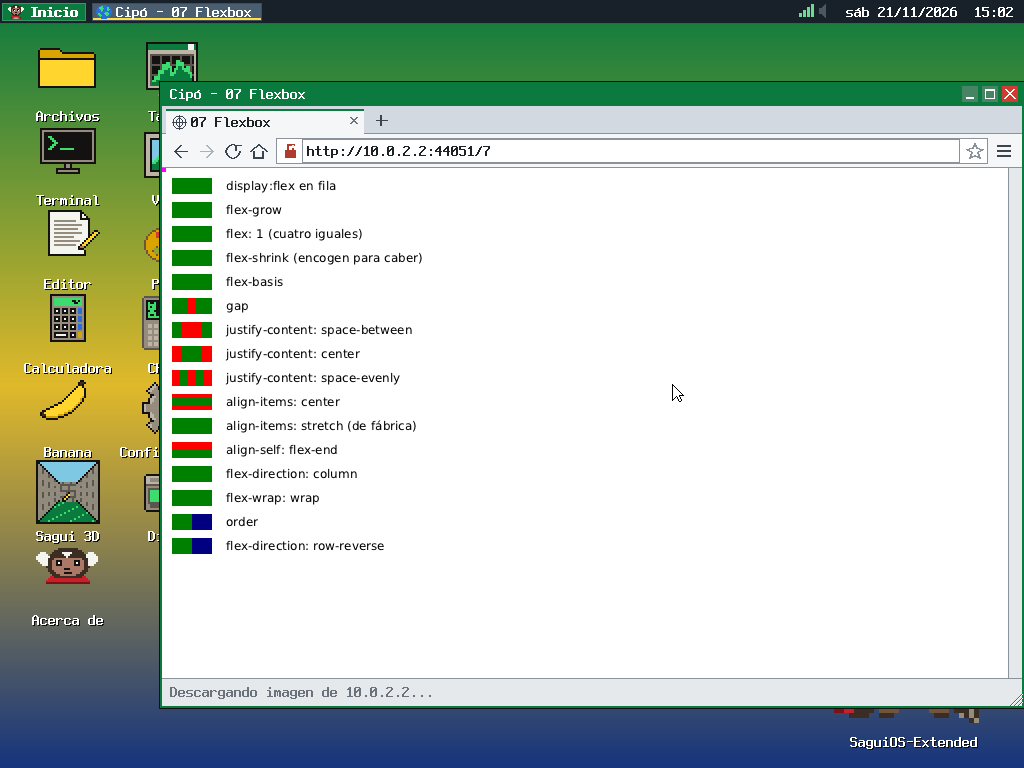 Inicio
Cipó - 07 Flexbox
sáb 21/11/2026 15:02
Archivos
Terminal
Editor
Calculadora
Banana
Sagui 3D
Acerca de
Cipó - 07 Flexbox
07 Flexbox
http://10.0.2.2:44051/7
display:flex en fila
flex-grow
flex: 1 (cuatro iguales)
flex-shrink (encogen para caber)
flex-basis
gap
justify-content: space-between
justify-content: center
justify-content: space-evenly
align-items: center
align-items: stretch (de fábrica)
align-self: flex-end
flex-direction: column
flex-wrap: wrap
order
flex-direction: row-reverse
Descargando imagen de 10.0.2.2...
SaguiOS-Extended